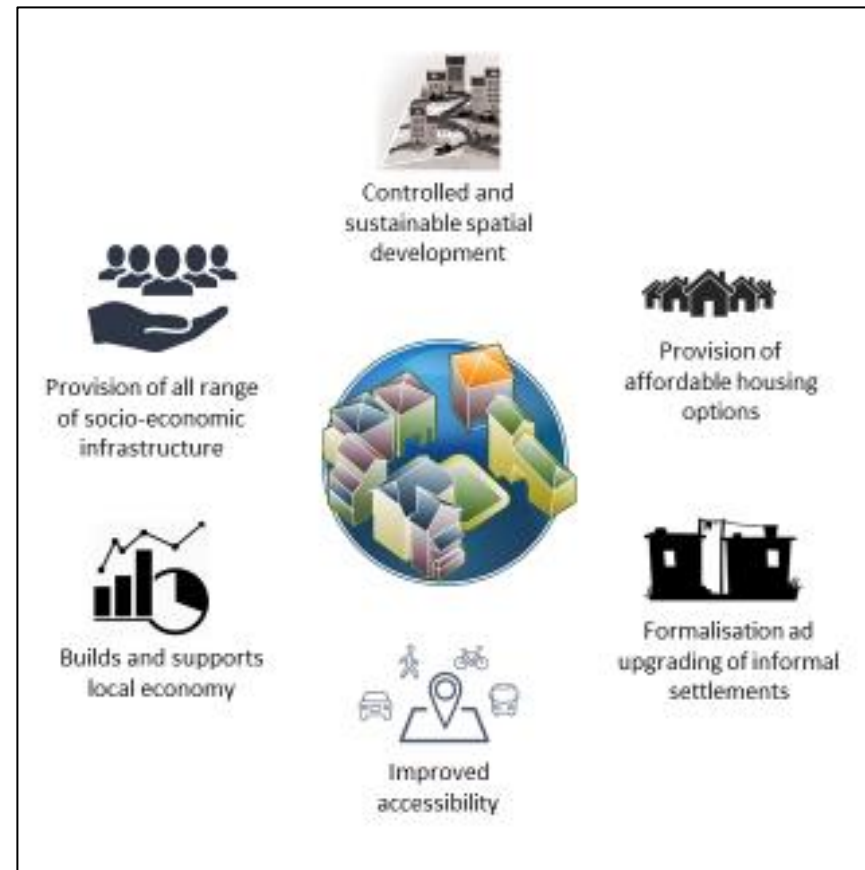 Controlled and
sustainable spatial
development
Provision of all range
of socio-economic
infrastructure
Provision of
affordable housing
options
Builds and supports
local economy
Formalisation ad
upgrading of informal
settlements
Improved
accessibility